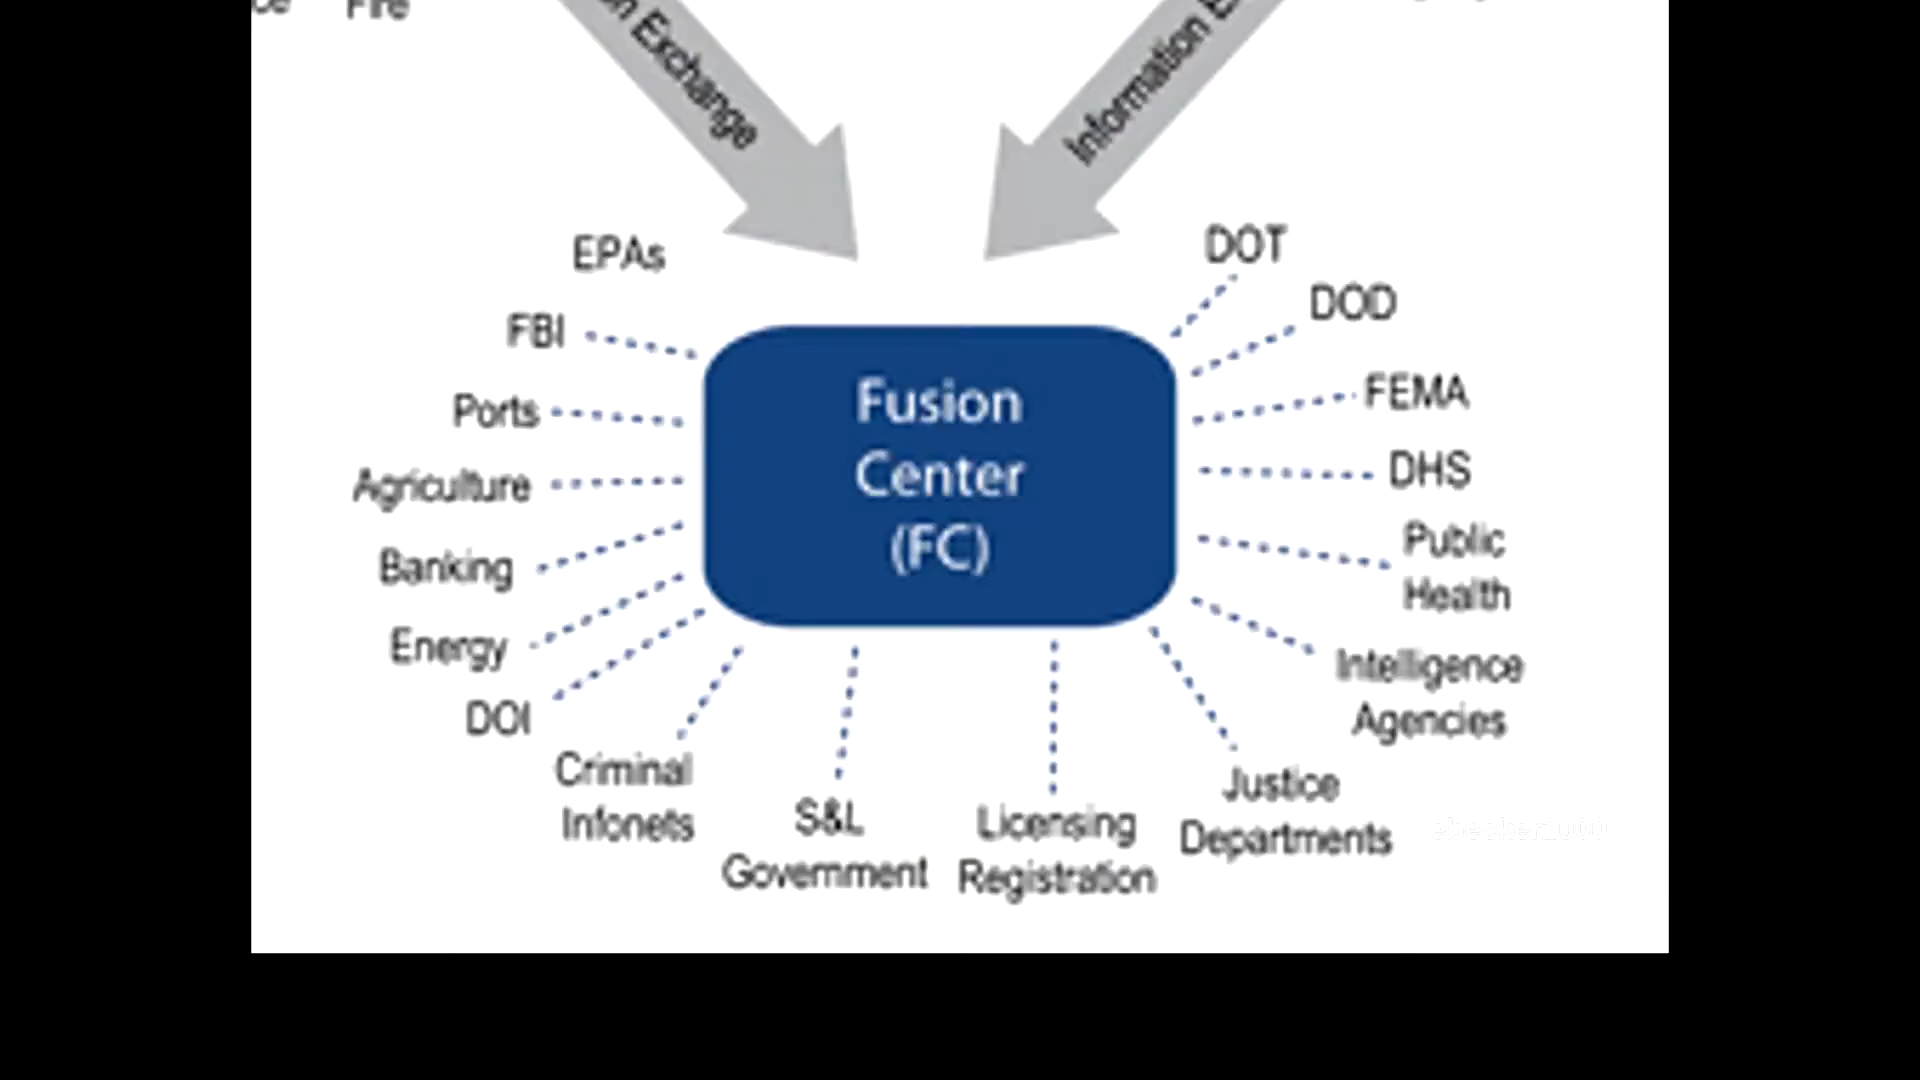 Fire
Exchange
Information
EPAs
DOT
FBI
DOD
Ports
FEMA
Agriculture
DHS
Banking
Public
Health
Energy
Intelligence
Agencies
DOI
Criminal
Infonets
S&L
Government
Licensing
Registration
Justice
Departments
Fusion
Center
(FC)